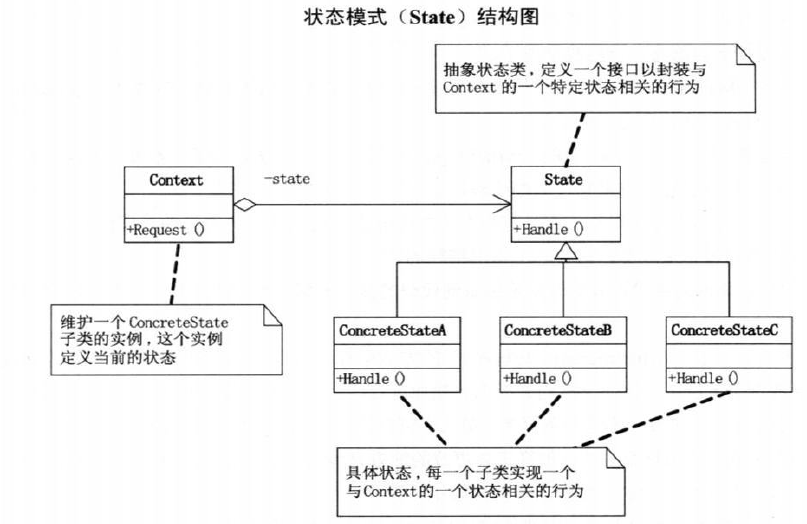 状态模式（State）结构图
抽象状态类，定义一个接口以封装与
Context 的一个特定状态相关的行为
Context
-state
State
+Request()
+Handle()
维护一个 ConcreteState
子类的实例，这个实例
定义当前的状态
ConcreteStateA
ConcreteStateB
ConcreteStateC
+Handle()
+Handle()
+Handle()
具体状态，每一个子类实现一个
与Context的一个状态相关的行为